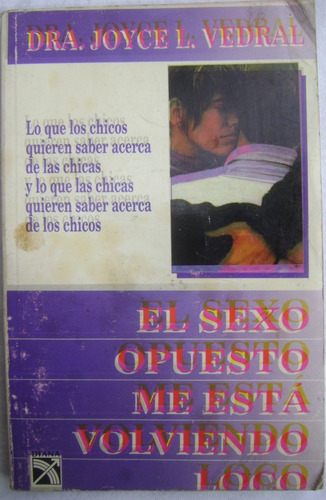 DRA. JOYCE L. VEDRAL
Lo que los chicos
quieren saber acerca
de las chicas
y lo que las chicas
quieren saber acerca
de los chicos
EL SEXO
OPUESTO
ME ESTÁ
VOLVIENDO
LOCO